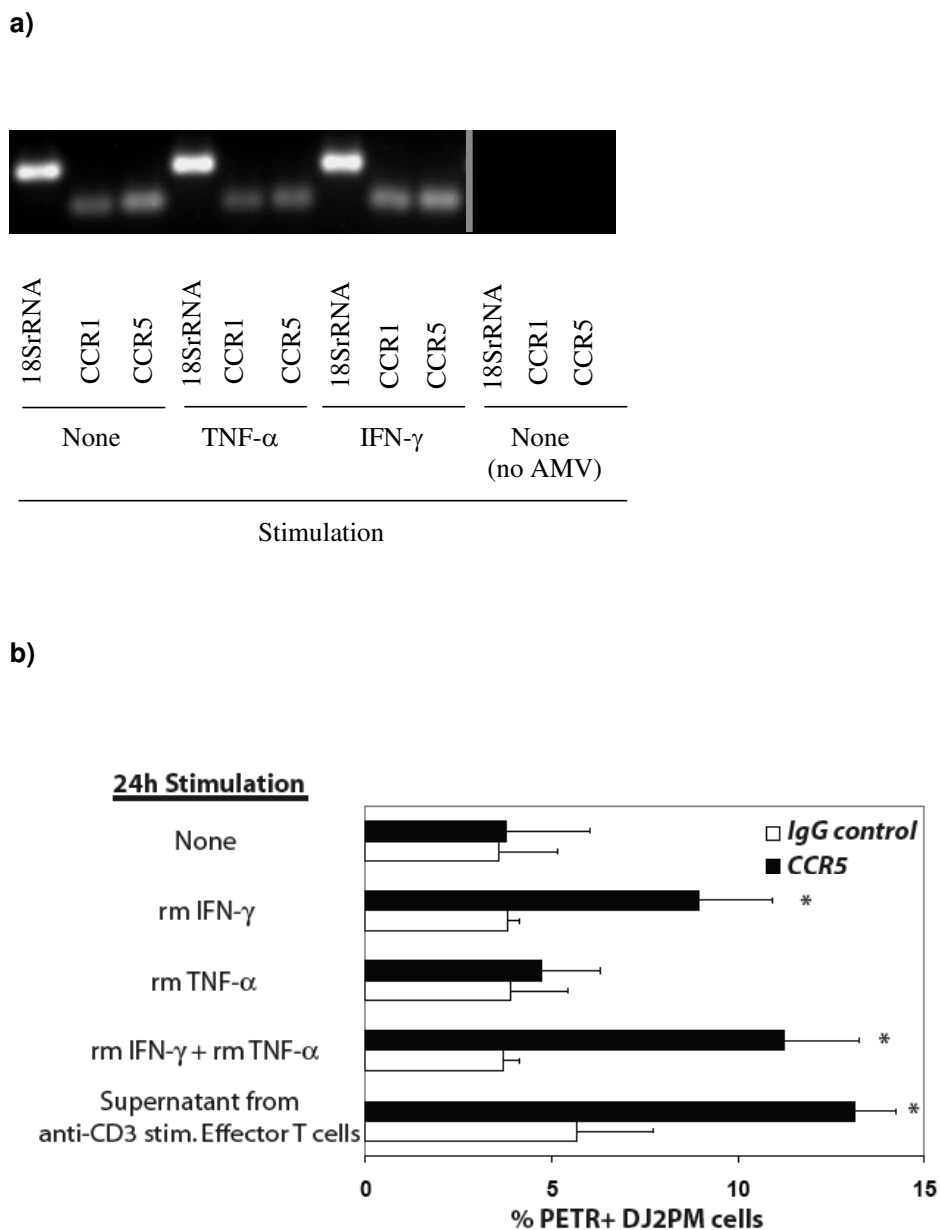 a)
18SrRNA
CCR1
CCR5
18SrRNA
CCR1
CCR5
18SrRNA
CCR1
CCR5
18SrRNA
CCR1
CCR5
None
TNF-α
IFN-γ
None
(no AMV)
Stimulation
b)
24h Stimulation
None
rm IFN-γ
rm TNF-α
rm IFN-γ + rm TNF-α
Supernatant from
anti-CD3 stim. Effector T cells
IgG control
CCR5
*
*
*
0 5 10 15
% PETR+ DJ2PM cells